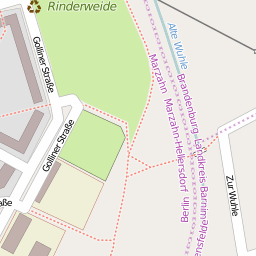 Rinderweide
Golliner Straße
Alte Wuhle
Marzahn
Marzahn-Hellersdorf
Berlin
Brandenburg
Landkreis-Barnim
Golliner Straße
Zur Wuhle
aße